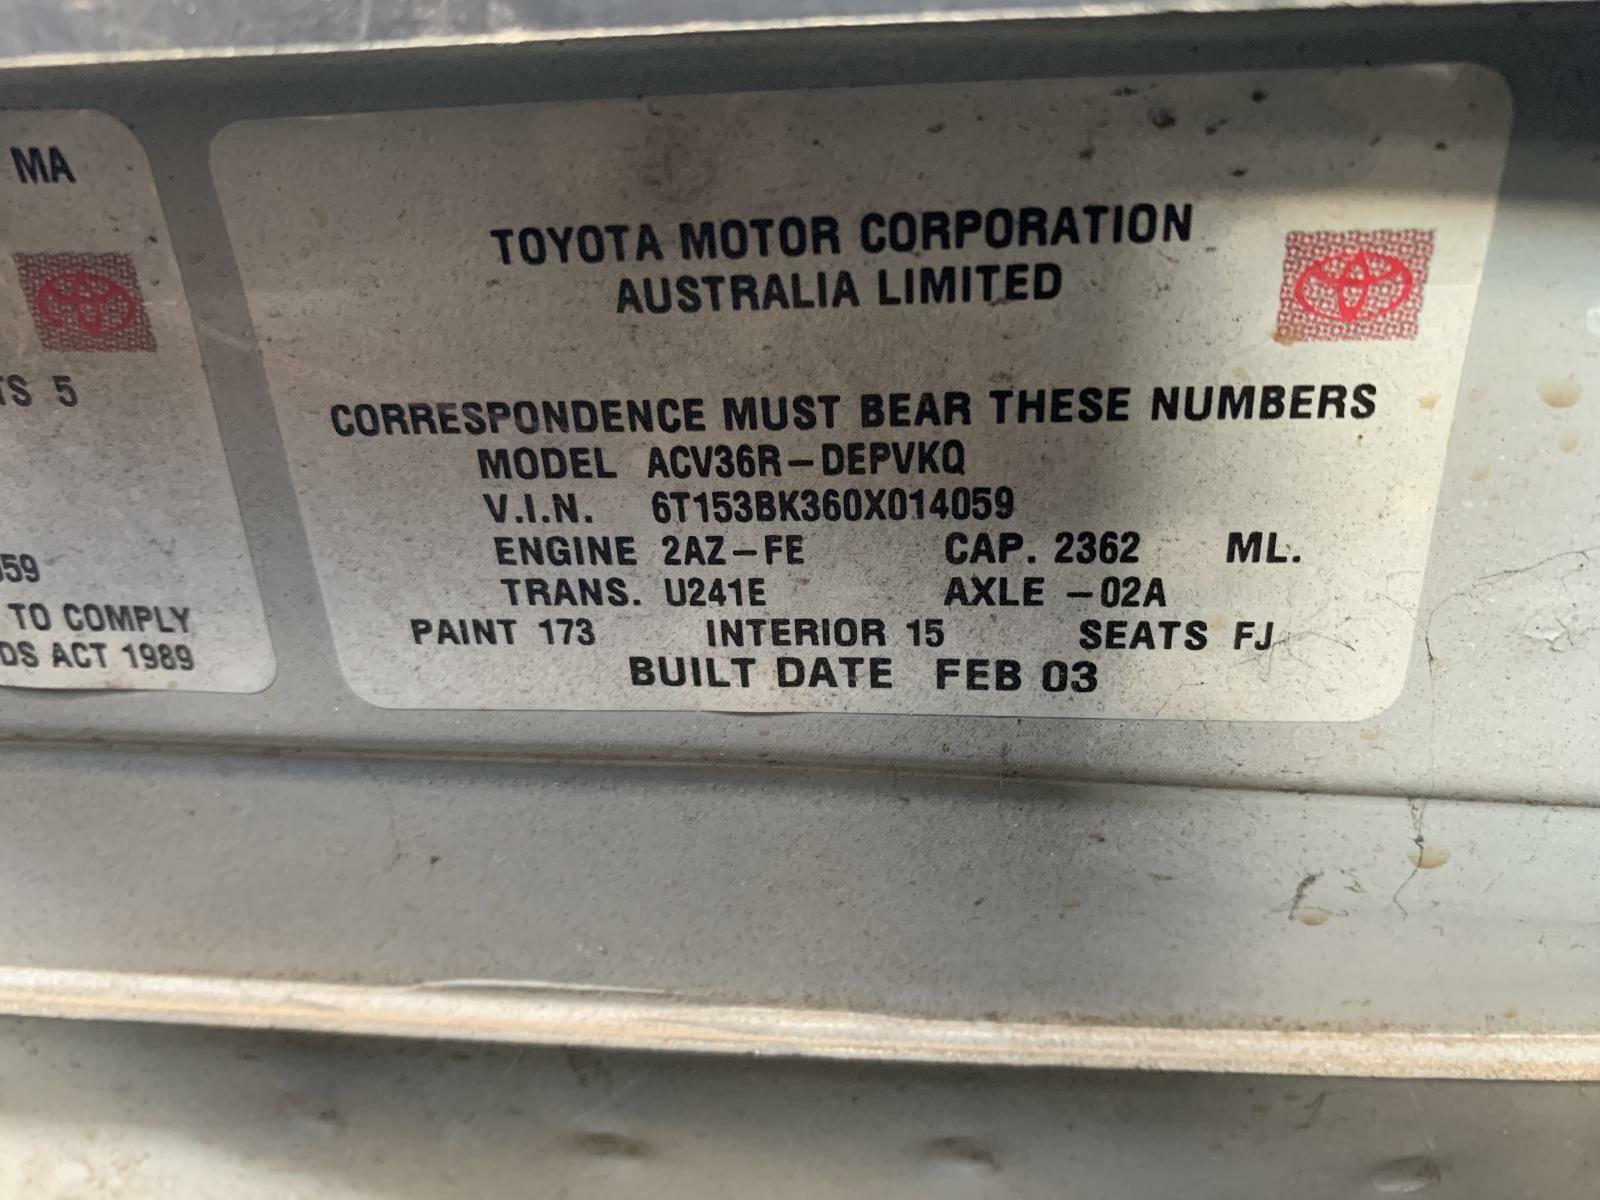 MA
TS 5
059
TO COMPLY
DS ACT 1989
TOYOTA MOTOR CORPORATION
AUSTRALIA LIMITED
CORRESPONDENCE MUST BEAR THESE NUMBERS
MODEL ACV36R-DEPVKQ
V.I.N. 6T153BK360X014059
ENGINE 2AZ-FE CAP. 2362 ML.
TRANS. U241E AXLE -02A
PAINT 173 INTERIOR 15 SEATS FJ
BUILT DATE FEB 03